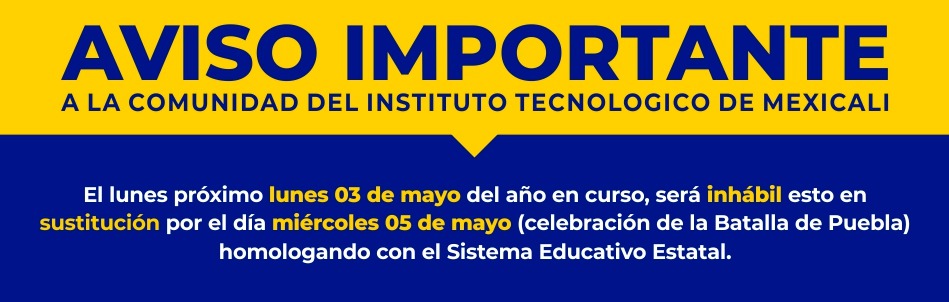 AVISO IMPORTANTE
A LA COMUNIDAD DEL INSTITUTO TECNOLOGICO DE MEXICALI
El lunes próximo lunes 03 de mayo del año en curso, será inhábil esto en
sustitución por el día miércoles 05 de mayo (celebración de la Batalla de Puebla)
homologando con el Sistema Educativo Estatal.